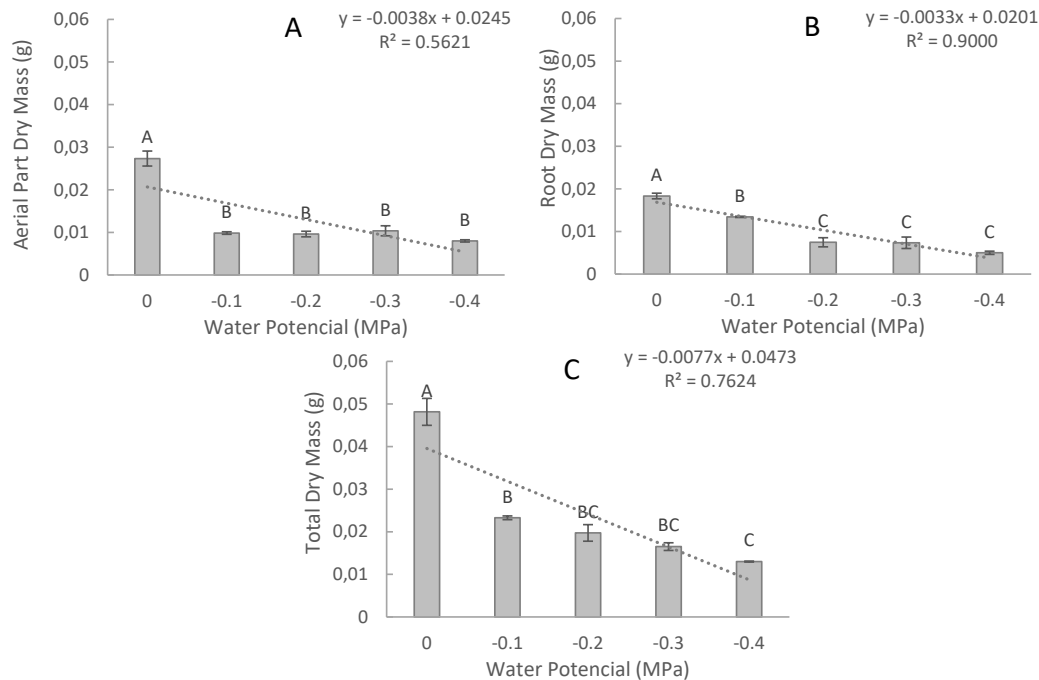 A
y = -0.0038x + 0.0245
R² = 0.5621
Aerial Part Dry Mass (g)
0,06
0,05
0,04
0,03
0,02
0,01
0
A
B
B
B
B
0
-0.1
-0.2
-0.3
-0.4
Water Potencial (MPa)
B
y = -0.0033x + 0.0201
R² = 0.9000
Root Dry Mass (g)
0,06
0,05
0,04
0,03
0,02
0,01
0
A
B
C
C
C
0
-0.1
-0.2
-0.3
-0.4
Water Potencial (MPa)
C
y = -0.0077x + 0.0473
R² = 0.7624
Total Dry Mass (g)
0,06
0,05
0,04
0,03
0,02
0,01
0
A
B
BC
BC
C
0
-0.1
-0.2
-0.3
-0.4
Water Potencial (MPa)